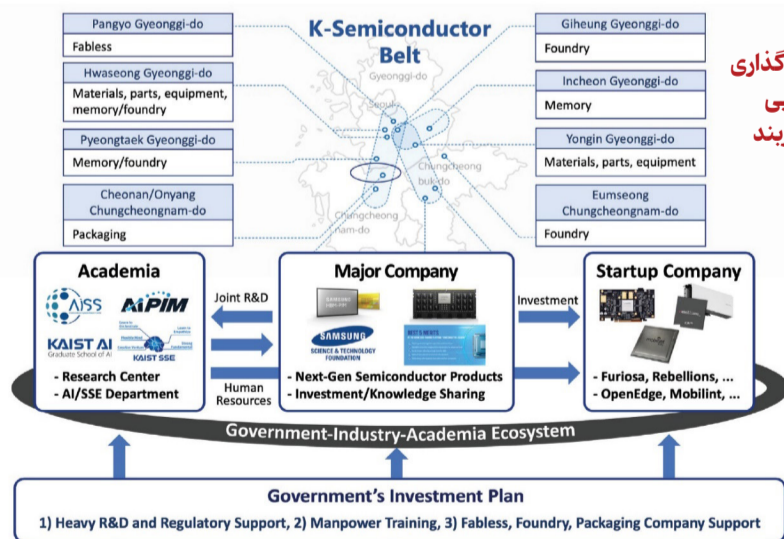 K-Semiconductor
Belt
Pangyo Gyeonggi-do
Fabless
Hwaseong Gyeonggi-do
Materials, parts, equipment,
memory/foundry
Pyeongtaek Gyeonggi-do
Memory/foundry
Cheonan/Onyang
Chungcheongnam-do
Packaging
Gyeonggi-do
Seoul
Chungcheong
buk-do
Chungcheong
nam-do
Giheung Gyeonggi-do
Foundry
Incheon Gyeonggi-do
Memory
Yongin Gyeonggi-do
Materials, parts, equipment
Eumseong
Chungcheongnam-do
Foundry
گذاری
یی
بند
Academia
AiSS
AiPIM
KAIST AI
Graduate School of AI
KAIST SSE
- Research Center
- AI/SSE Department
Joint R&D
Human
Resources
Major Company
SAMSUNG
SAMSUNG
SCIENCE & TECHNOLOGY
FOUNDATION
- Next-Gen Semiconductor Products
- Investment/Knowledge Sharing
Investment
Startup Company
- Furiosa, Rebellions, ...
- OpenEdge, Mobilint, ...
Government-Industry-Academia Ecosystem
Government's Investment Plan
1) Heavy R&D and Regulatory Support, 2) Manpower Training, 3) Fabless, Foundry, Packaging Company Support